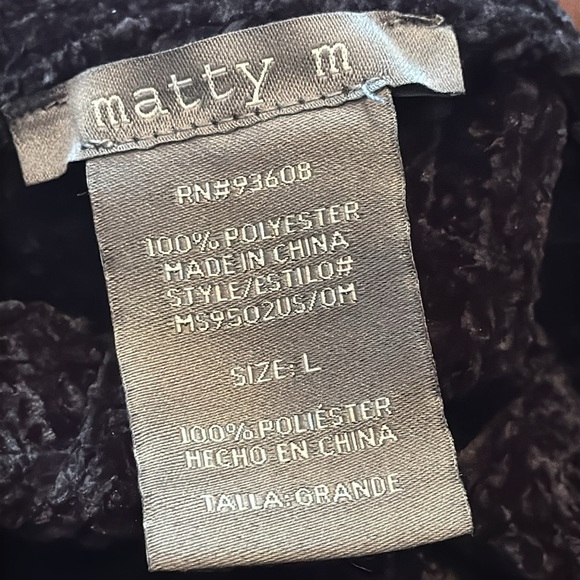 matty m
RN#93608
100% POLYESTER
MADE IN CHINA
STYLE/ESTILO#
MS9502US/OM
SIZE: L
100% POLIÉSTER
HECHO EN CHINA
TALLA: GRANDE